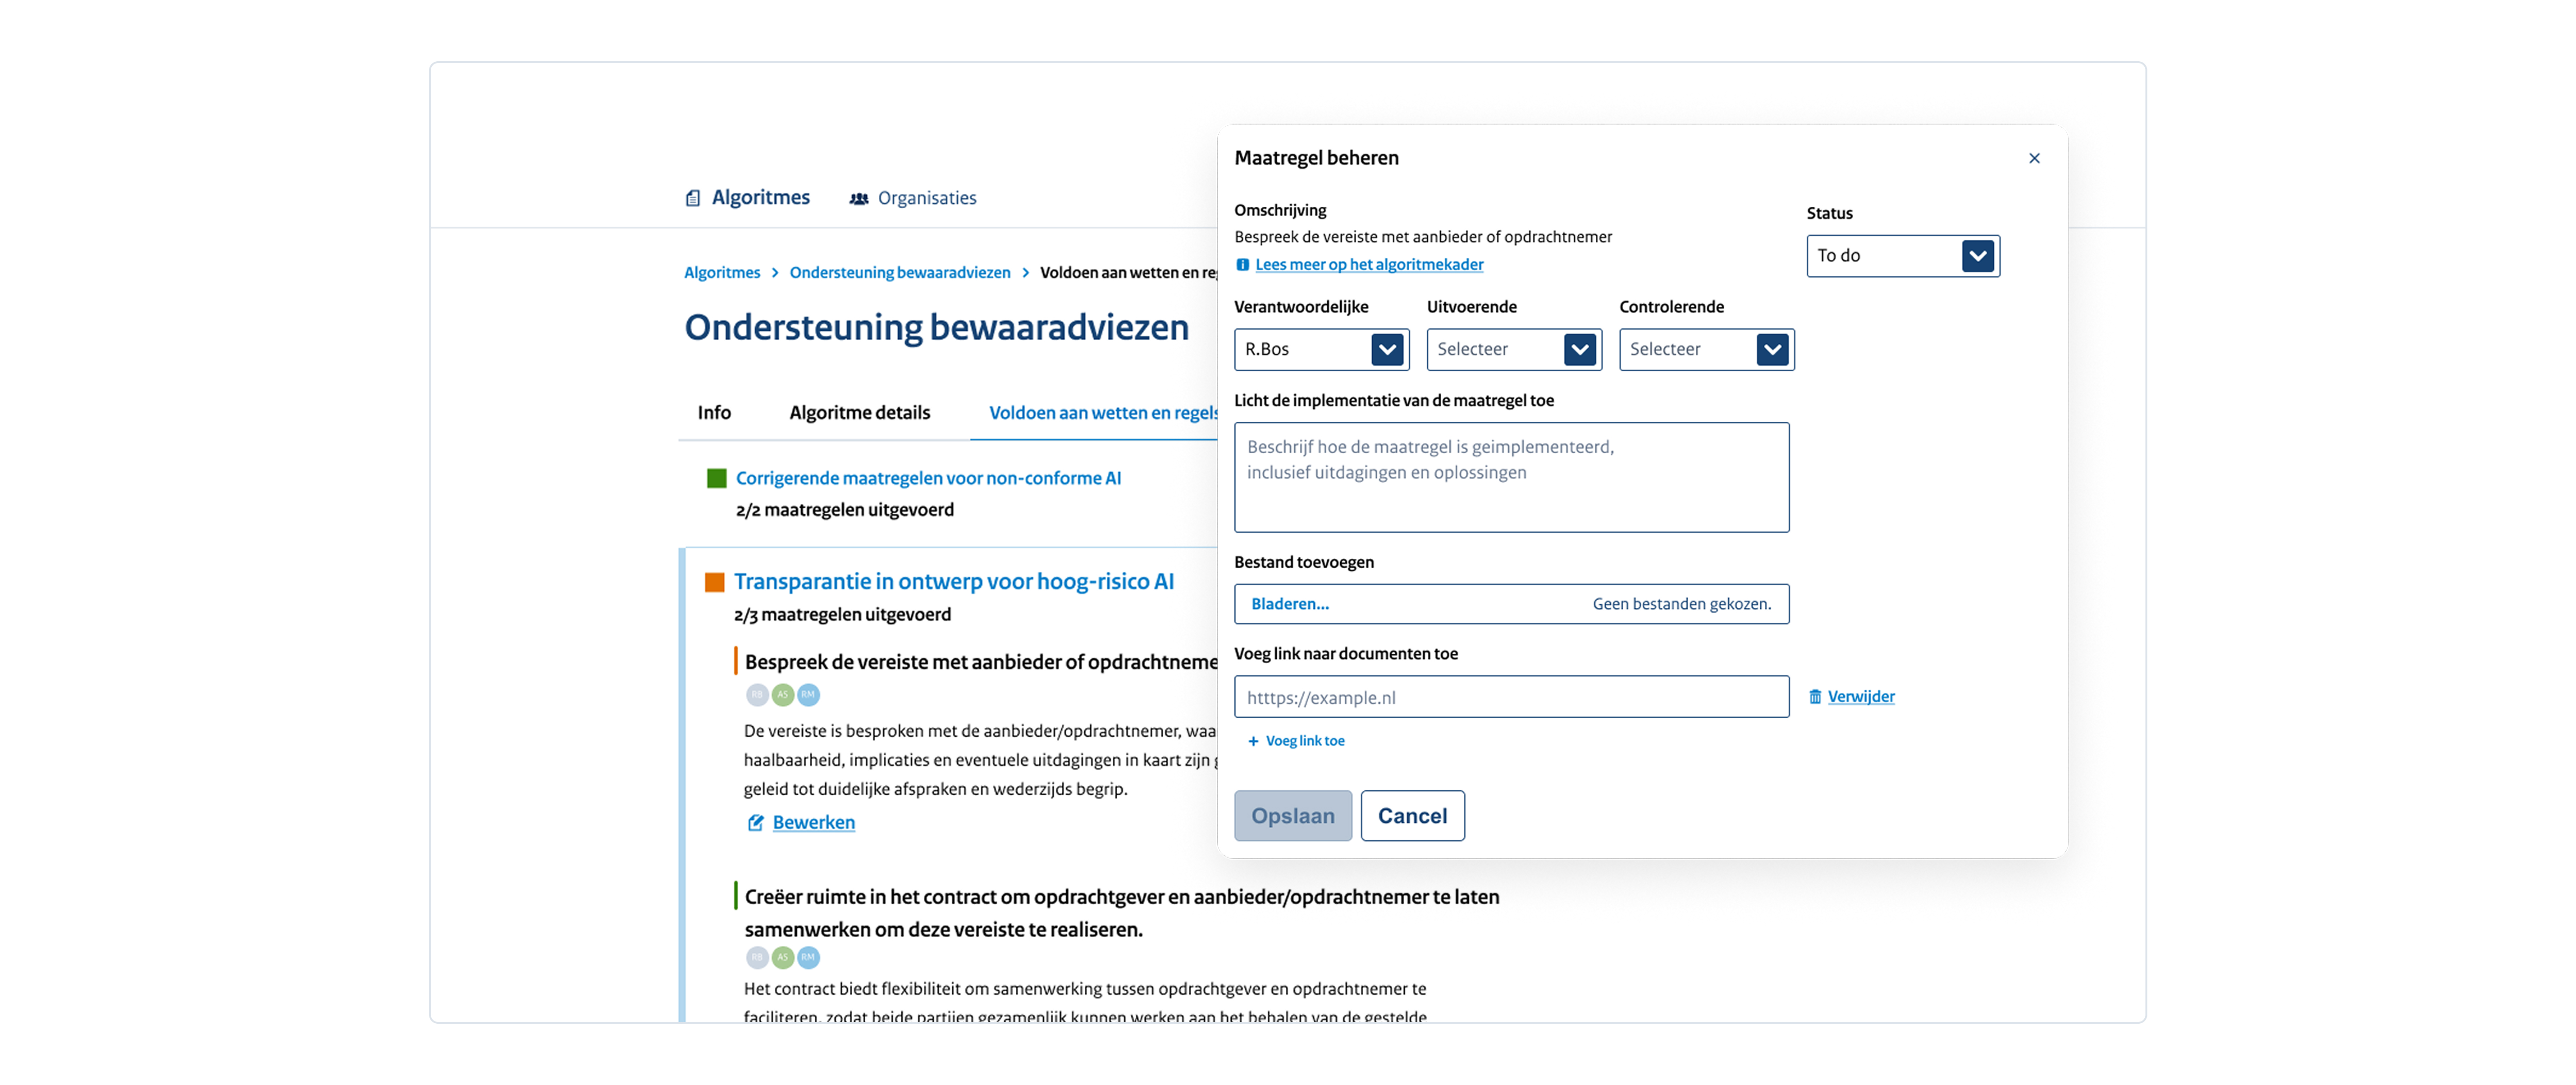 Algoritmes
Organisaties
Algoritmes > Ondersteuning bewaaradviezen > Voldoen aan wetten en
Ondersteuning bewaaradviezen
Info
Algoritme details
Voldoen aan wetten en regels
Corrigerende maatregelen voor non-conforme AI
2/2 maatregelen uitgevoerd
Transparantie in ontwerp voor hoog-risico AI
2/3 maatregelen uitgevoerd
Bespreek de vereiste met aanbieder of opdrachtneme
RB AS RM
De vereiste is besproken met de aanbieder/opdrachtnemer,
haalbaarheid, implicaties en eventuele uitdagingen in kaart zijn
geleid tot duidelijke afspraken en wederzijds begrip.
Bewerken
Creëer ruimte in het contract om opdrachtgever en aanbieder/opdrachtnemer te laten
samenwerken om deze vereiste te realiseren.
RB AS RM
Het contract biedt flexibiliteit om samenwerking tussen opdrachtgever en opdrachtnemer te
faciliteren, zodat beide partijen gezamenlijk kunnen werken aan het behalen van de gestelde
Maatregel beheren
Omschrijving
Bespreek de vereiste met aanbieder of opdrachtnemer
Lees meer op het algoritmekader
Status
To do
Verantwoordelijke
R.Bos
Uitvoerende
Selecteer
Controlerende
Selecteer
Licht de implementatie van de maatregel toe
Beschrijf hoe de maatregel is geimplementeerd,
inclusief uitdagingen en oplossingen
Bestand toevoegen
Bladeren... Geen bestanden gekozen.
Voeg link naar documenten toe
htttps://example.nl
Verwijder
+ Voeg link toe
Opslaan
Cancel